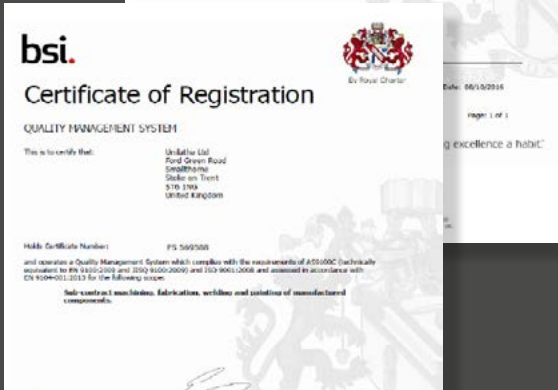 bsi.
By Royal Charter
Certificate of Registration
QUALITY MANAGEMENT SYSTEM
This is to certify that:
Unilathe Ltd
Ford Green Road
Smallthorne
Stoke on Trent
ST6 1NG
United Kingdom
Holds Certificate Number:
FS 569588
and operates a Quality Management System which complies with the requirements of AS9100C (technically
equivalent to EN 9100:2009 and JISQ 9100:2009) and ISO 9001:2008 and assessed in accordance with
EN 9104-001:2013 for the following scope:
Sub-contract machining, fabrication, welding and painting of manufactured
components.
Date: 08/10/2016
Page: 1 of 1
g excellence a habit."